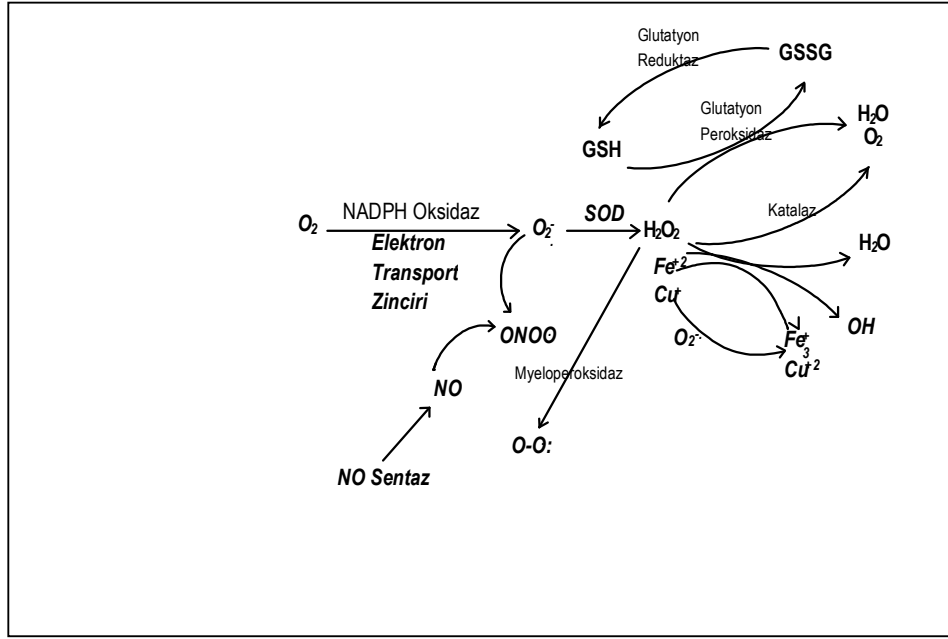 Glutatyon
Reduktaz
GSSG
Glutatyon
Peroksidaz
H2O
O2
GSH
Katalaz
O2
NADPH Oksidaz
Elektron
Transport
Zinciri
O2-.
SOD
H2O2
H2O
Fe+2
Cu+
O2-.
OH
Fe+3
Cu+2
ONOO
Myeloperoksidaz
NO
O-O:
NO Sentaz